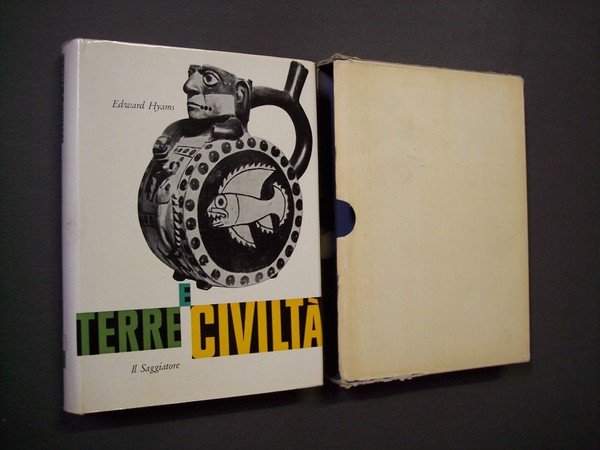 Edward Hyams
E
TERRE CIVILTÀ
Il Saggiatore